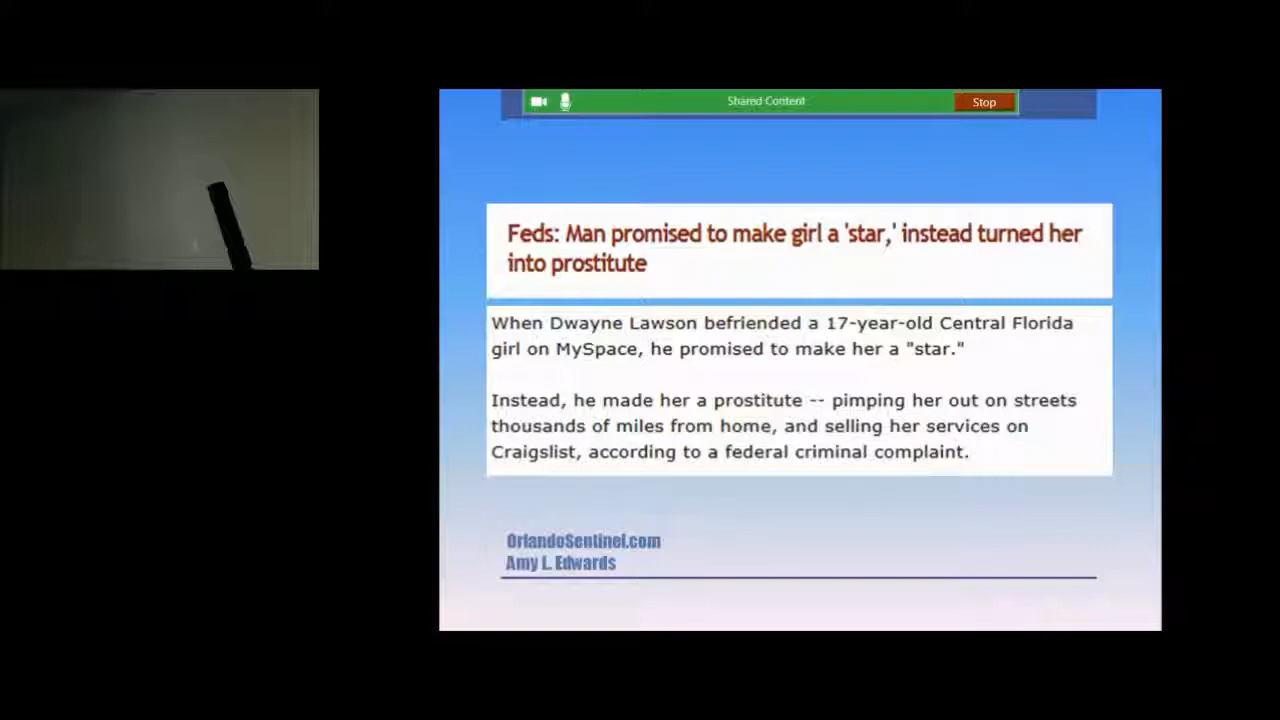 Shared Content
Stop
Feds: Man promised to make girl a 'star,' instead turned her
into prostitute
When Dwayne Lawson befriended a 17-year-old Central Florida
girl on MySpace, he promised to make her a "star."
Instead, he made her a prostitute -- pimping her out on streets
thousands of miles from home, and selling her services on
Craigslist, according to a federal criminal complaint.
OrlandoSentinel.com
Amy L. Edwards